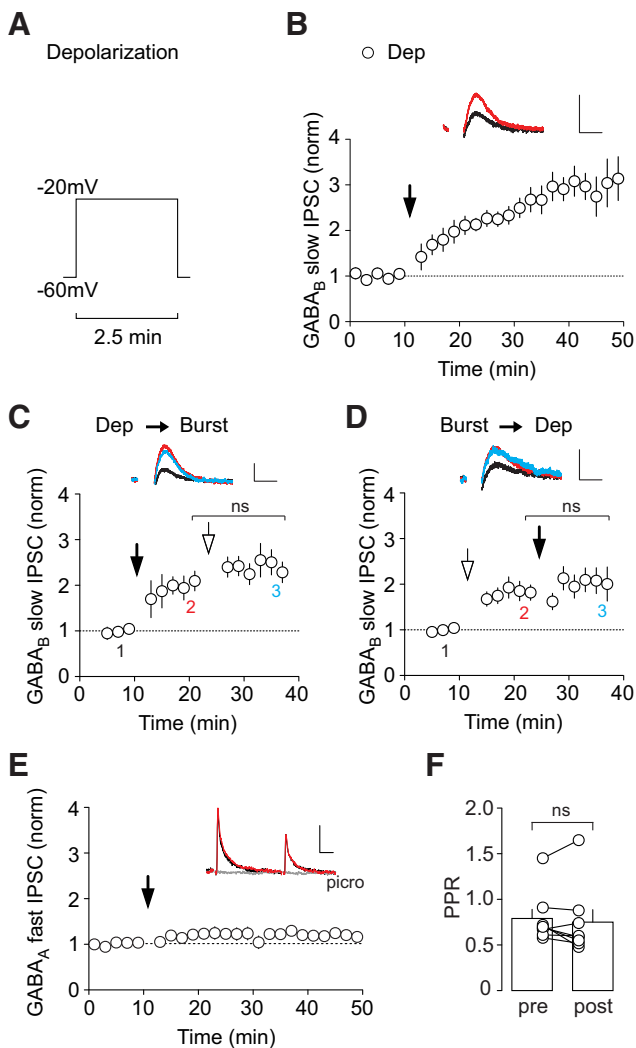 A
Depolarization
-20mV
-60mV
2.5 min
B
Dep
GABAB slow IPSC (norm)
4
3
2
1
0
0 10 20 30 40 50
Time (min)
C
Dep → Burst
GABAB slow IPSC (norm)
4
3
2
1
0
ns
1
2
3
0 10 20 30 40
Time (min)
D
Burst → Dep
GABAB slow IPSC (norm)
4
3
2
1
0
ns
1
2
3
0 10 20 30 40
Time (min)
E
GABAA fast IPSC (norm)
4
3
2
1
0
picro
0 10 20 30 40 50
Time (min)
F
PPR
2.0
1.5
1.0
0.5
0
ns
pre post